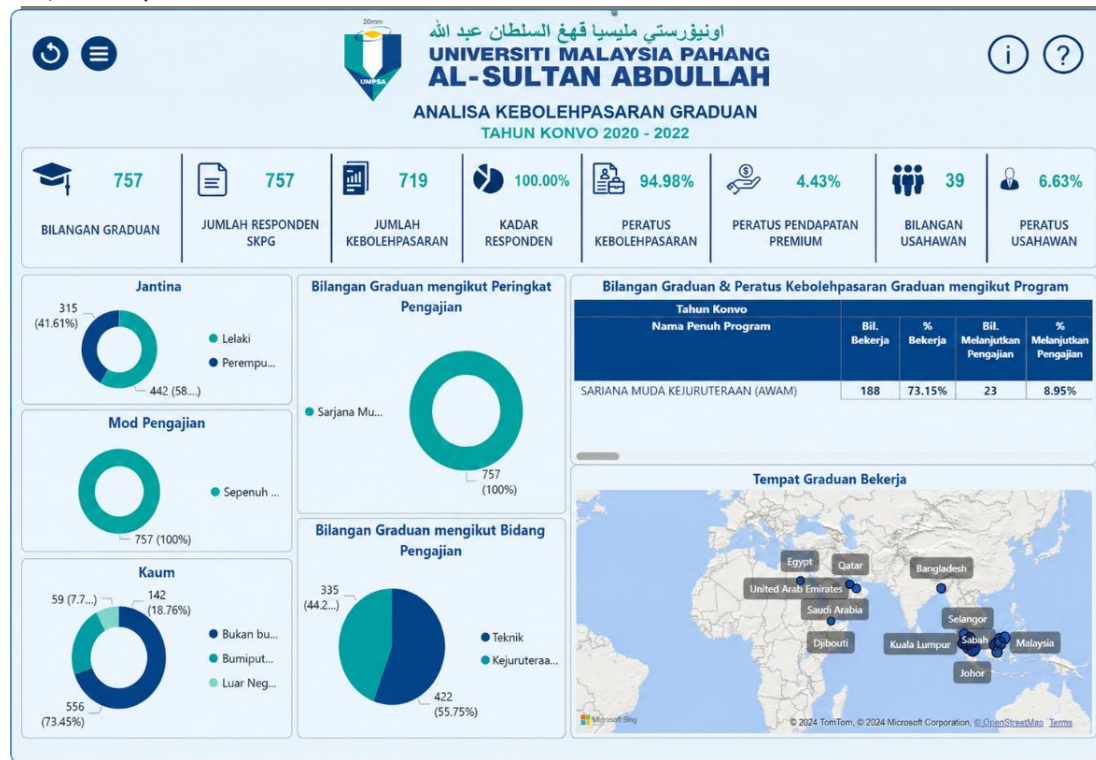 20mm
اونيۏرستي مليسيا ڤهڠ السلطان عبد الله
UNIVERSITI MALAYSIA PAHANG
AL-SULTAN ABDULLAH
UMPSA
ANALISA KEBOLEHPASARAN GRADUAN
TAHUN KONVO 2020 - 2022
i
?
757
BILANGAN GRADUAN
757
JUMLAH RESPONDEN
SKPG
719
JUMLAH
KEBOLEHPASARAN
100.00%
KADAR
RESPONDEN
94.98%
PERATUS
KEBOLEHPASARAN
4.43%
PERATUS PENDAPATAN
PREMIUM
39
BILANGAN
USAHAWAN
6.63%
PERATUS
USAHAWAN
Jantina
315
(41.61%)
Lelaki
Perempu...
442 (58....)
Mod Pengajian
Sepenuh ...
757 (100%)
Kaum
59 (7.7...)
142
(18.76%)
Bukan bu...
Bumiput...
Luar Neg...
556
(73.45%)
Bilangan Graduan mengikut Peringkat
Pengajian
Sarjana Mu...
757
(100%)
Bilangan Graduan mengikut Bidang
Pengajian
335
(44.2...)
Teknik
Kejuruteraa...
422
(55.75%)
Bilangan Graduan & Peratus Kebolehpasaran Graduan mengikut Program
Tahun Konvo
Nama Penuh Program Bil. Bekerja % Bekerja Bil. Melanjutkan Pengajian % Melanjutkan Pengajian
SARIANA MUDA KEJURUTERAAN (AWAM) 188 73.15% 23 8.95%
Tempat Graduan Bekerja
Egypt
Qatar
Bangladesh
United Arab Emirates
Saudi Arabia
Selangor
Djibouti
Kuala Lumpur
Sabah
Malaysia
Johor
Microsoft Bing
© 2024 TomTom, © 2024 Microsoft Corporation, © OpenStreetMap Terms